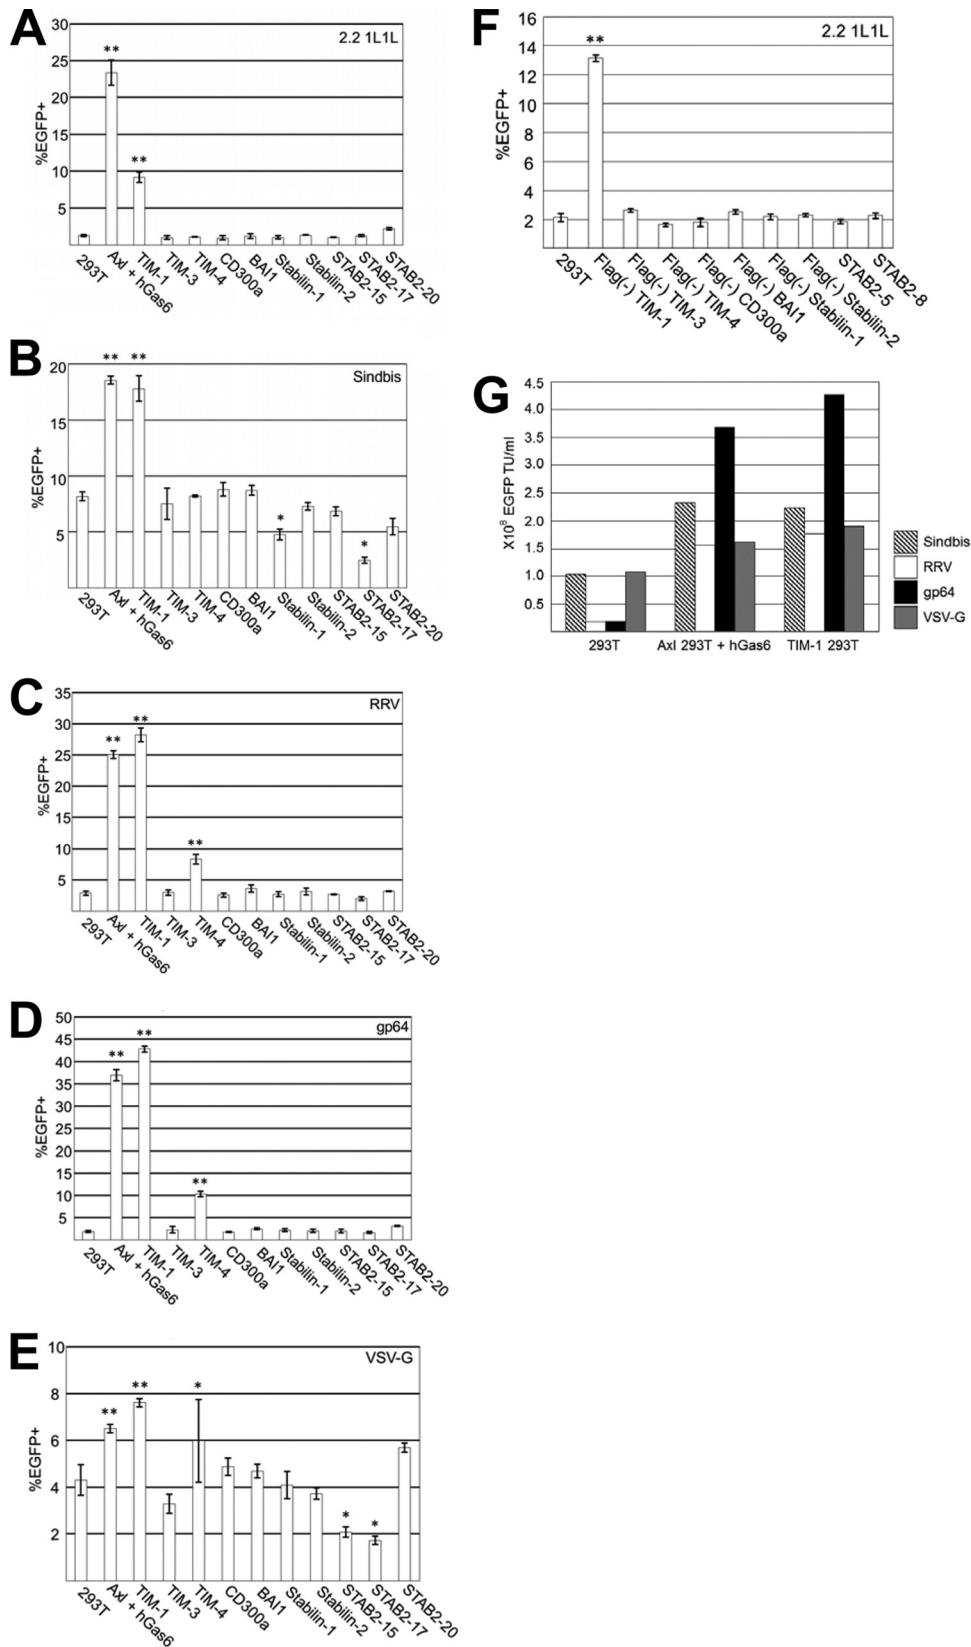 A
2.2 1L1L
%EGFP+
30
25
20
15
10
5
**
**
293T
Axl + hGas6
TIM-1
TIM-3
TIM-4
CD300a
BAI1
Stabilin-1
Stabilin-2
STAB2-15
STAB2-17
STAB2-20
B
Sindbis
%EGFP+
20
15
10
5
** **
*
*
293T
Axl + hGas6
TIM-1
TIM-3
TIM-4
CD300a
BAI1
Stabilin-1
Stabilin-2
STAB2-15
STAB2-17
STAB2-20
C
RRV
%EGFP+
35
30
25
20
15
10
5
**
**
**
293T
Axl + hGas6
TIM-1
TIM-3
TIM-4
CD300a
BAI1
Stabilin-1
Stabilin-2
STAB2-15
STAB2-17
STAB2-20
D
gp64
%EGFP+
50
45
40
35
30
25
20
15
10
5
**
**
**
293T
Axl + hGas6
TIM-1
TIM-3
TIM-4
CD300a
BAI1
Stabilin-1
Stabilin-2
STAB2-15
STAB2-17
STAB2-20
E
VSV-G
%EGFP+
10
8
6
4
2
**
**
*
*
*
293T
Axl + hGas6
TIM-1
TIM-3
TIM-4
CD300a
BAI1
Stabilin-1
Stabilin-2
STAB2-15
STAB2-17
STAB2-20
F
2.2 1L1L
%EGFP+
16
14
12
10
8
6
4
2
**
293T
Flag(-) TIM-1
Flag(-) TIM-3
Flag(-) TIM-4
Flag(-) CD300a
Flag(-) BAI1
Flag(-) Stabilin-1
Flag(-) Stabilin-2
STAB2-5
STAB2-8
G
X10⁸ EGFP TU/ml
4.5
4.0
3.5
3.0
2.5
2.0
1.5
1.0
0.5
293T
Axl 293T + hGas6
TIM-1 293T
Sindbis
RRV
gp64
VSV-G